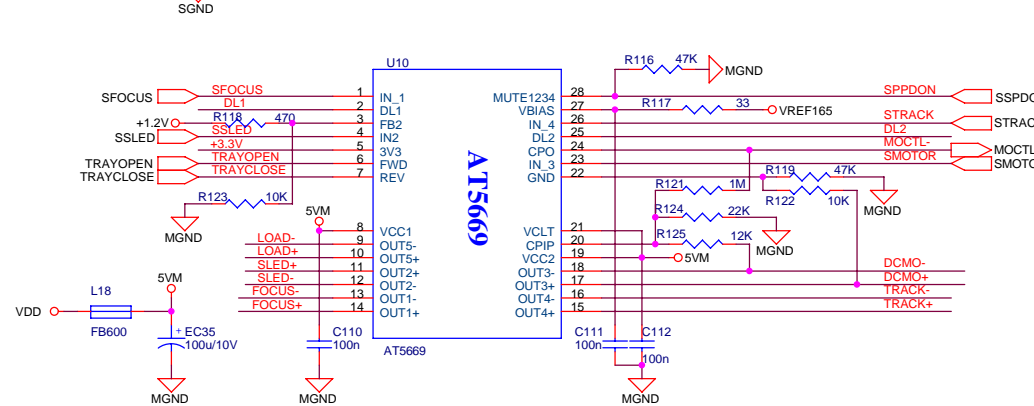 SGND
U10
R116 47K
MGND
SFOCUS SFOCUS 1 IN_1 MUTE1234 28 SPPDON
DL1 2 DL1 VBIAS 27 R117 33 VREF165
+1.2V R118 470 3 FB2 IN_4 26 STRACK
SSLED SSLED 4 IN2 DL2 25 DL2
+3.3V 5 3V3 CPO 24 MOCTL-
TRAYOPEN TRAYOPEN 6 FWD IN_3 23 SMOTOR
TRAYCLOSE TRAYCLOSE 7 REV GND 22 R119 47K
AT5669
R121 1M
R122 10K
MGND
R123 10K
MGND
R124 22K
MGND
5VM
8 VCC1 VCLT 21
R125 12K
LOAD- 9 OUT5- CPIP 20
LOAD+ 10 OUT5+ VCC2 19 5VM
SLED+ 11 OUT2+ OUT3- 18 DCMO-
SLED- 12 OUT2- OUT3+ 17 DCMO+
FOCUS- 13 OUT1- OUT4- 16 TRACK-
FOCUS+ 14 OUT1+ OUT4+ 15 TRACK+
5VM
L18
VDD
FB600
+ EC35
100u/10V
MGND
C110
100n
MGND
AT5669
C111
100n
C112
100n
MGND